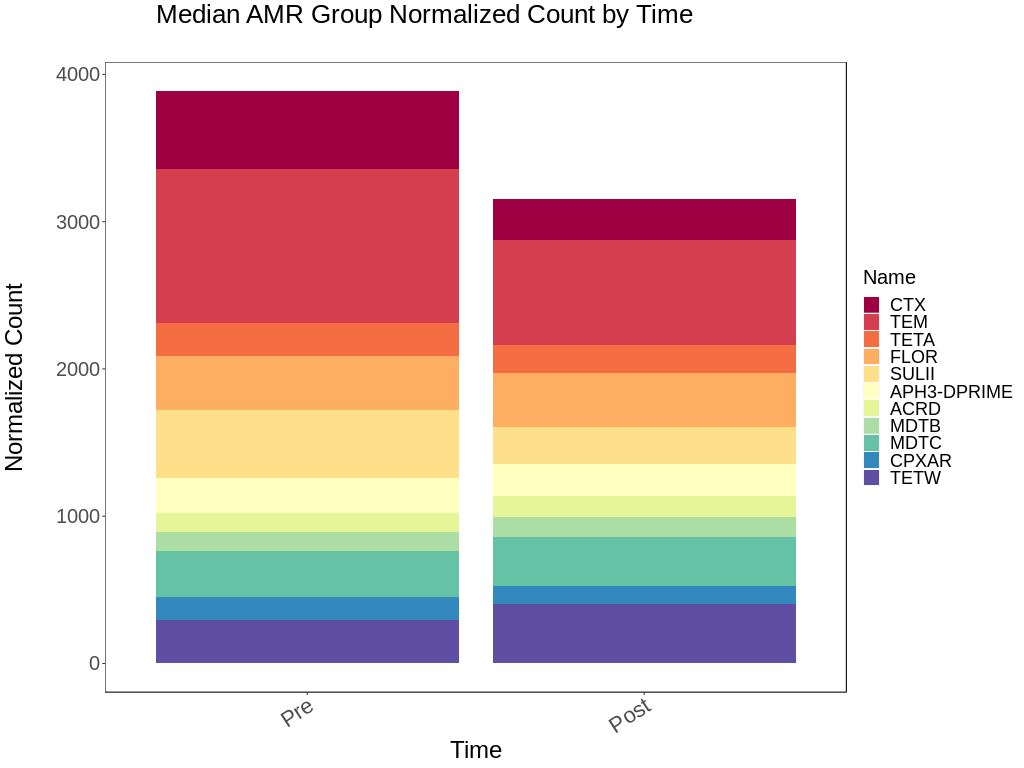 Median AMR Group Normalized Count by Time
4000
3000
2000
1000
0
Normalized Count
Pre
Post
Time
Name
CTX
TEM
TETA
FLOR
SULII
APH3-DPRIME
ACRD
MDTB
MDTC
CPXAR
TETW